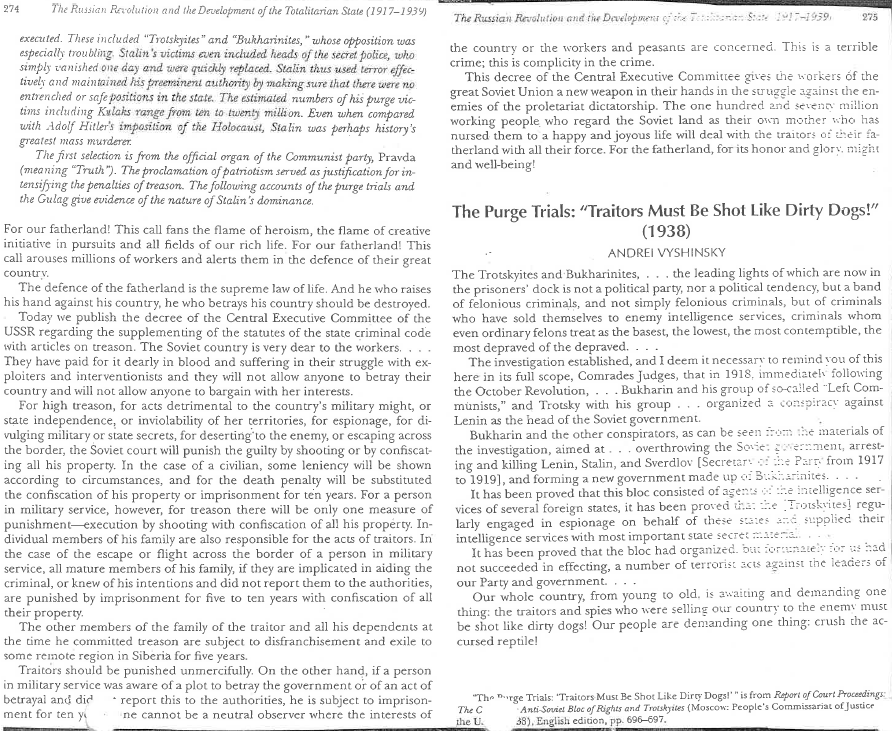 274 The Russian Revolution and the Development of the Totalitarian State (1917–1939)
executed. These included "Trotskyites" and "Bukharinites," whose opposition was
especially troubling. Stalin's victims even included heads of the secret police, who
simply vanished one day and were quickly replaced. Stalin thus used terror effec-
tively and maintained his preeminent authority by making sure that there were no
entrenched or safe positions in the state. The estimated numbers of his purge vic-
tims including Kulaks range from ten to twenty million. Even when compared
with Adolf Hitler's imposition of the Holocaust, Stalin was perhaps history's
greatest mass murderer.
The first selection is from the official organ of the Communist party, Pravda
(meaning "Truth"). The proclamation of patriotism served as justification for in-
tensifying the penalties of treason. The following accounts of the purge trials and
the Gulag give evidence of the nature of Stalin's dominance.
For our fatherland! This call fans the flame of heroism, the flame of creative
initiative in pursuits and all fields of our rich life. For our fatherland! This
call arouses millions of workers and alerts them in the defence of their great
country.
The defence of the fatherland is the supreme law of life. And he who raises
his hand against his country, he who betrays his country should be destroyed.
Today we publish the decree of the Central Executive Committee of the
USSR regarding the supplementing of the statutes of the state criminal code
with articles on treason. The Soviet country is very dear to the workers. . . .
They have paid for it dearly in blood and suffering in their struggle with ex-
ploiters and interventionists and they will not allow anyone to betray their
country and will not allow anyone to bargain with her interests.
For high treason, for acts detrimental to the country's military might, or
state independence, or inviolability of her territories, for espionage, for di-
vulging military or state secrets, for deserting to the enemy, or escaping across
the border, the Soviet court will punish the guilty by shooting or by confiscat-
ing all his property. In the case of a civilian, some leniency will be shown
according to circumstances, and for the death penalty will be substituted
the confiscation of his property or imprisonment for ten years. For a person
in military service, however, for treason there will be only one measure of
punishment—execution by shooting with confiscation of all his property. In-
dividual members of his family are also responsible for the acts of traitors. In
the case of the escape or flight across the border of a person in military
service, all mature members of his family, if they are implicated in aiding the
criminal, or knew of his intentions and did not report them to the authorities,
are punished by imprisonment for five to ten years with confiscation of all
their property.
The other members of the family of the traitor and all his dependents at
the time he committed treason are subject to disfranchisement and exile to
some remote region in Siberia for five years.
Traitors should be punished unmercifully. On the other hand, if a person
in military service was aware of a plot to betray the government or of an act of
betrayal and did report this to the authorities, he is subject to imprison-
ment for ten ne cannot be a neutral observer where the interests of
The Russian Revolution and the Development of the Totalitarian State (1917–1939) 275
the country or the workers and peasants are concerned. This is a terrible
crime; this is complicity in the crime.
This decree of the Central Executive Committee gives the workers of the
great Soviet Union a new weapon in their hands in the struggle against the en-
emies of the proletariat dictatorship. The one hundred and seventy million
working people who regard the Soviet land as their own mother who has
nursed them to a happy and joyous life will deal with the traitors of their fa-
therland with all their force. For the fatherland, for its honor and glory, might
and well-being!
The Purge Trials: "Traitors Must Be Shot Like Dirty Dogs!"
(1938)
ANDREI VYSHINSKY
The Trotskyites and Bukharinites, . . . the leading lights of which are now in
the prisoners' dock is not a political party, nor a political tendency, but a band
of felonious criminals, and not simply felonious criminals, but of criminals
who have sold themselves to enemy intelligence services, criminals whom
even ordinary felons treat as the basest, the lowest, the most contemptible, the
most depraved of the depraved. . . .
The investigation established, and I deem it necessary to remind you of this
here in its full scope, Comrades Judges, that in 1918, immediately following
the October Revolution, . . . Bukharin and his group of so-called "Left Com-
munists," and Trotsky with his group . . . organized a conspiracy against
Lenin as the head of the Soviet government.
Bukharin and the other conspirators, as can be seen from the materials of
the investigation, aimed at . . . overthrowing the Soviet government, arrest-
ing and killing Lenin, Stalin, and Sverdlov [Secretary of the Party from 1917
to 1919], and forming a new government made up of Bukharinites. . . .
It has been proved that this bloc consisted of agents of the intelligence ser-
vices of several foreign states, it has been proved that the [Trotskyites] regu-
larly engaged in espionage on behalf of these states and supplied their
intelligence services with most important state secret material. . . .
It has been proved that the bloc had organized, but fortunately for us had
not succeeded in effecting, a number of terrorist acts against the leaders of
our Party and government. . . .
Our whole country, from young to old, is awaiting and demanding one
thing: the traitors and spies who were selling our country to the enemy must
be shot like dirty dogs! Our people are demanding one thing: crush the ac-
cursed reptile!
"The Purge Trials: 'Traitors Must Be Shot Like Dirty Dogs!' " is from Report of Court Proceedings:
The C Anti-Soviet Bloc of Rights and Trotskyites (Moscow: People's Commissariat of Justice
the U. 38), English edition, pp. 696–697.